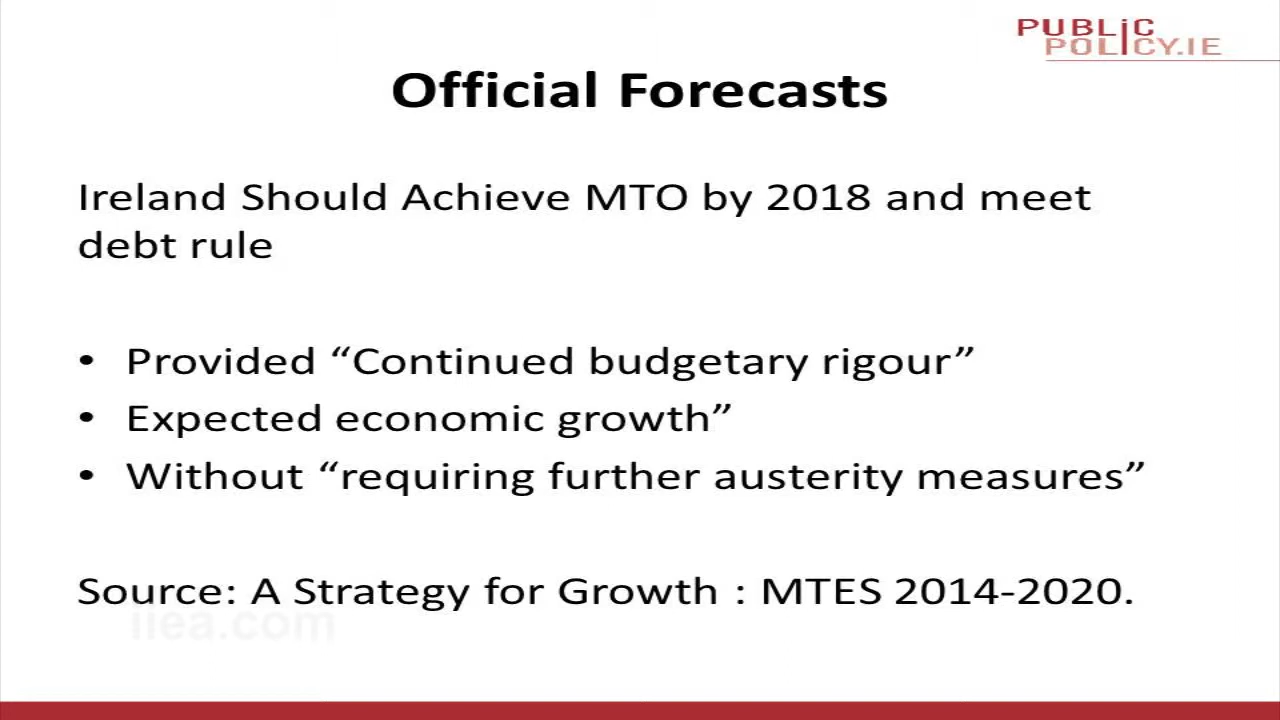 PUBLIC
POLICY.IE
Official Forecasts
Ireland Should Achieve MTO by 2018 and meet
debt rule
• Provided “Continued budgetary rigour”
• Expected economic growth”
• Without “requiring further austerity measures”
Source: A Strategy for Growth : MTES 2014-2020.
iiea.com